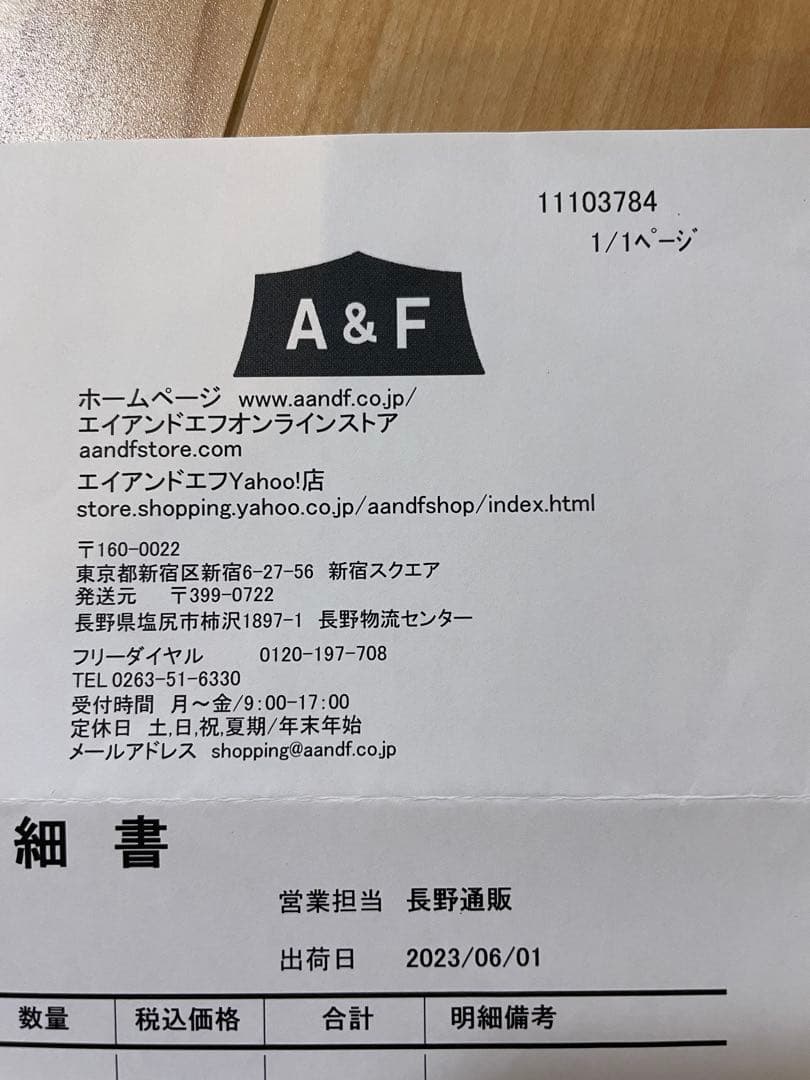 11103784
1/1ページ
A & F
ホームページ www.aandf.co.jp/
エイアンドエフオンラインストア
aandfstore.com
エイアンドエフYahoo!店
store.shopping.yahoo.co.jp/aandfshop/index.html
〒160-0022
東京都新宿区新宿6-27-56 新宿スクエア
発送元 〒399-0722
長野県塩尻市柿沢1897-1 長野物流センター
フリーダイヤル 0120-197-708
TEL 0263-51-6330
受付時間 月～金/9:00-17:00
定休日 土,日,祝,夏期/年末年始
メールアドレス shopping@aandf.co.jp
細書
営業担当 長野通販
出荷日 2023/06/01
数量 税込価格 合計 明細備考